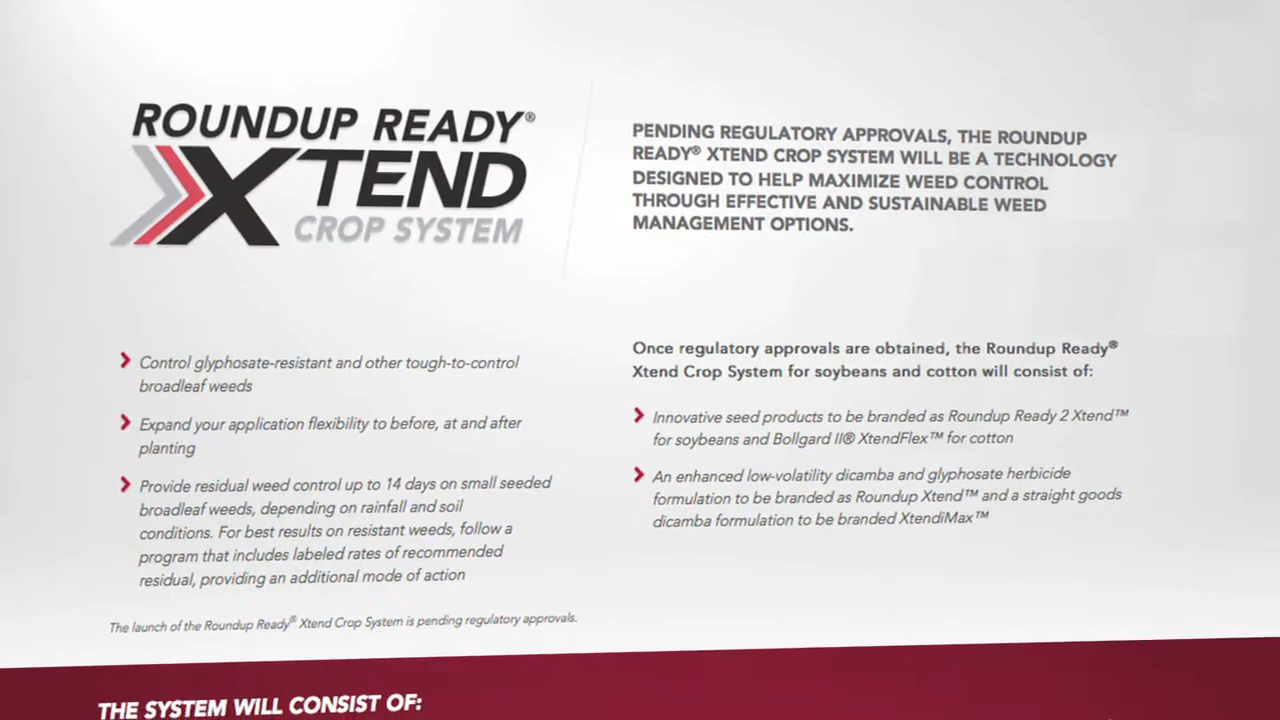 ROUNDUP READY®
XTEND
CROP SYSTEM
PENDING REGULATORY APPROVALS, THE ROUNDUP
READY® XTEND CROP SYSTEM WILL BE A TECHNOLOGY
DESIGNED TO HELP MAXIMIZE WEED CONTROL
THROUGH EFFECTIVE AND SUSTAINABLE WEED
MANAGEMENT OPTIONS.
Control glyphosate-resistant and other tough-to-control
broadleaf weeds
Expand your application flexibility to before, at and after
planting
Provide residual weed control up to 14 days on small seeded
broadleaf weeds, depending on rainfall and soil
conditions. For best results on resistant weeds, follow a
program that includes labeled rates of recommended
residual, providing an additional mode of action
The launch of the Roundup Ready® Xtend Crop System is pending regulatory approvals.
Once regulatory approvals are obtained, the Roundup Ready®
Xtend Crop System for soybeans and cotton will consist of:
Innovative seed products to be branded as Roundup Ready 2 Xtend™
for soybeans and Bollgard II® XtendFlex™ for cotton
An enhanced low-volatility dicamba and glyphosate herbicide
formulation to be branded as Roundup Xtend™ and a straight goods
dicamba formulation to be branded XtendiMax™
THE SYSTEM WILL CONSIST OF: